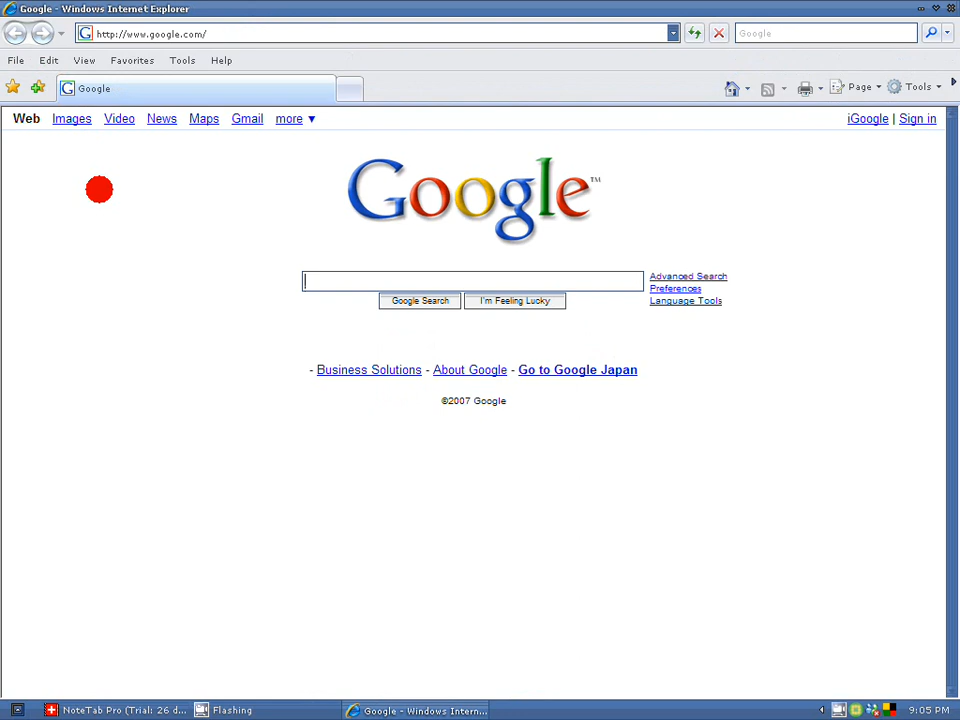 Google - Windows Internet Explorer
http://www.google.com/ Google
File Edit View Favorites Tools Help
Google Page Tools
Web Images Video News Maps Gmail more ▼ iGoogle | Sign in
Google™
Advanced Search
Preferences
Language Tools
Google Search I'm Feeling Lucky
- Business Solutions - About Google - Go to Google Japan
©2007 Google
NoteTab Pro (Trial: 26 d... Flashing Google - Windows Intern... 9:05 PM